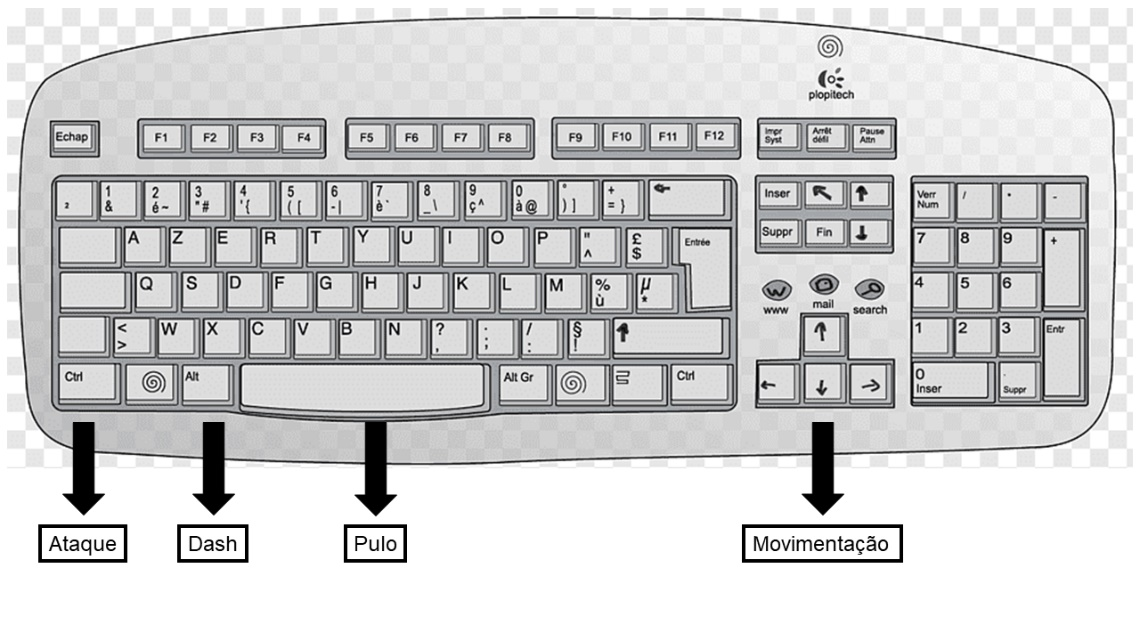 plopitech
Echap F1 F2 F3 F4 F5 F6 F7 F8 F9 F10 F11 F12
Impr Arrêt Pause
Syst défil Attn
1 2 3 4 5 6 7 8 9 0 ° +
² & é ~ " # ' { ( [ - | è ` _ \ ç ^ à @ ) ] = }
Inser
Verr / * -
Num
A Z E R T Y U I O P " £ Entrée
^ $
Suppr Fin
7 8 9 +
Q S D F G H J K L M % µ
ù *
4 5 6
www mail search
< W X C V B N ? . / §
> , ; : !
1 2 3 Entr
Ctrl Alt Alt Gr Ctrl
0 .
Inser Suppr
Ataque Dash Pulo Movimentação